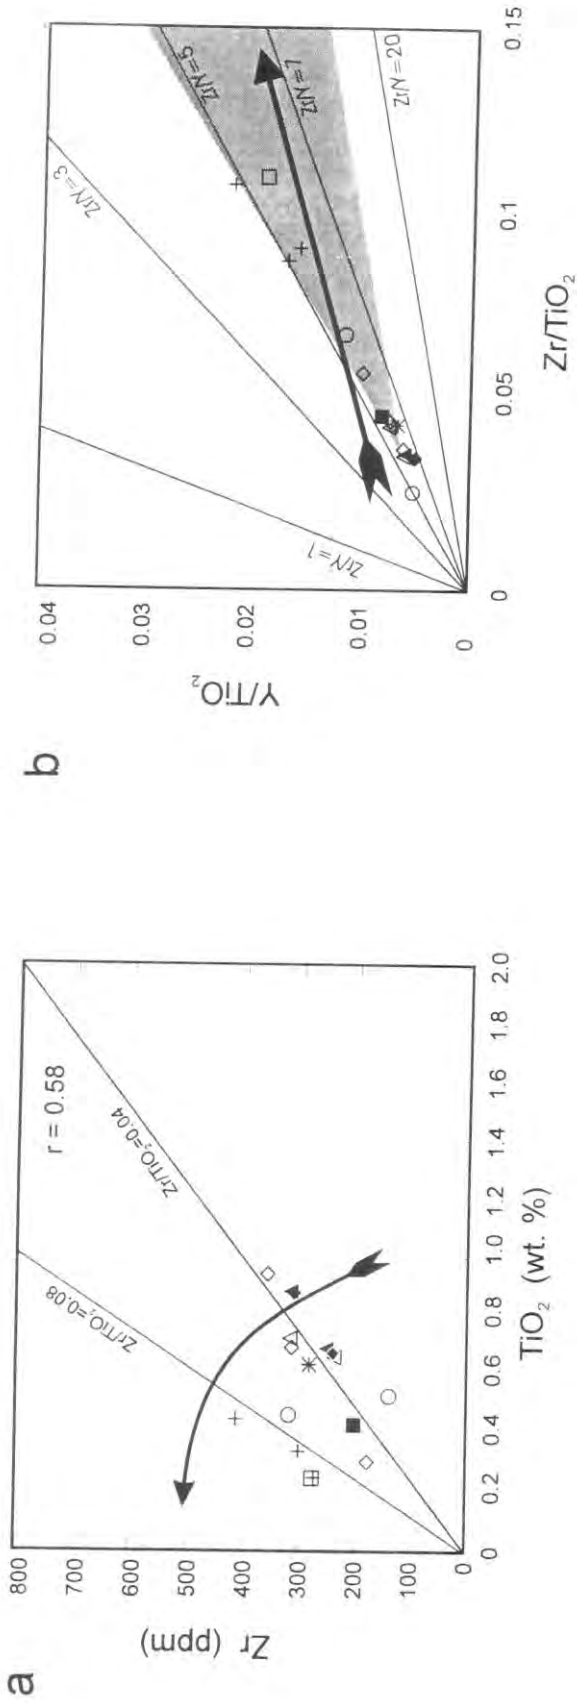 a
Zr (ppm)
800
700
600
500
400
300
200
100
0
0
0.2
0.4
0.6
0.8
1.0
1.2
1.4
1.6
1.8
2.0
TiO₂ (wt. %)
Zr/TiO₂=0.08
Zr/TiO₂=0.04
r = 0.58
b
Y/TiO₂
0.04
0.03
0.02
0.01
0
0
0.05
0.1
0.15
Zr/TiO₂
Zr/Y=1
Zr/Y=3
Zr/Y=5
Zr/Y=7
Zr/Y=20